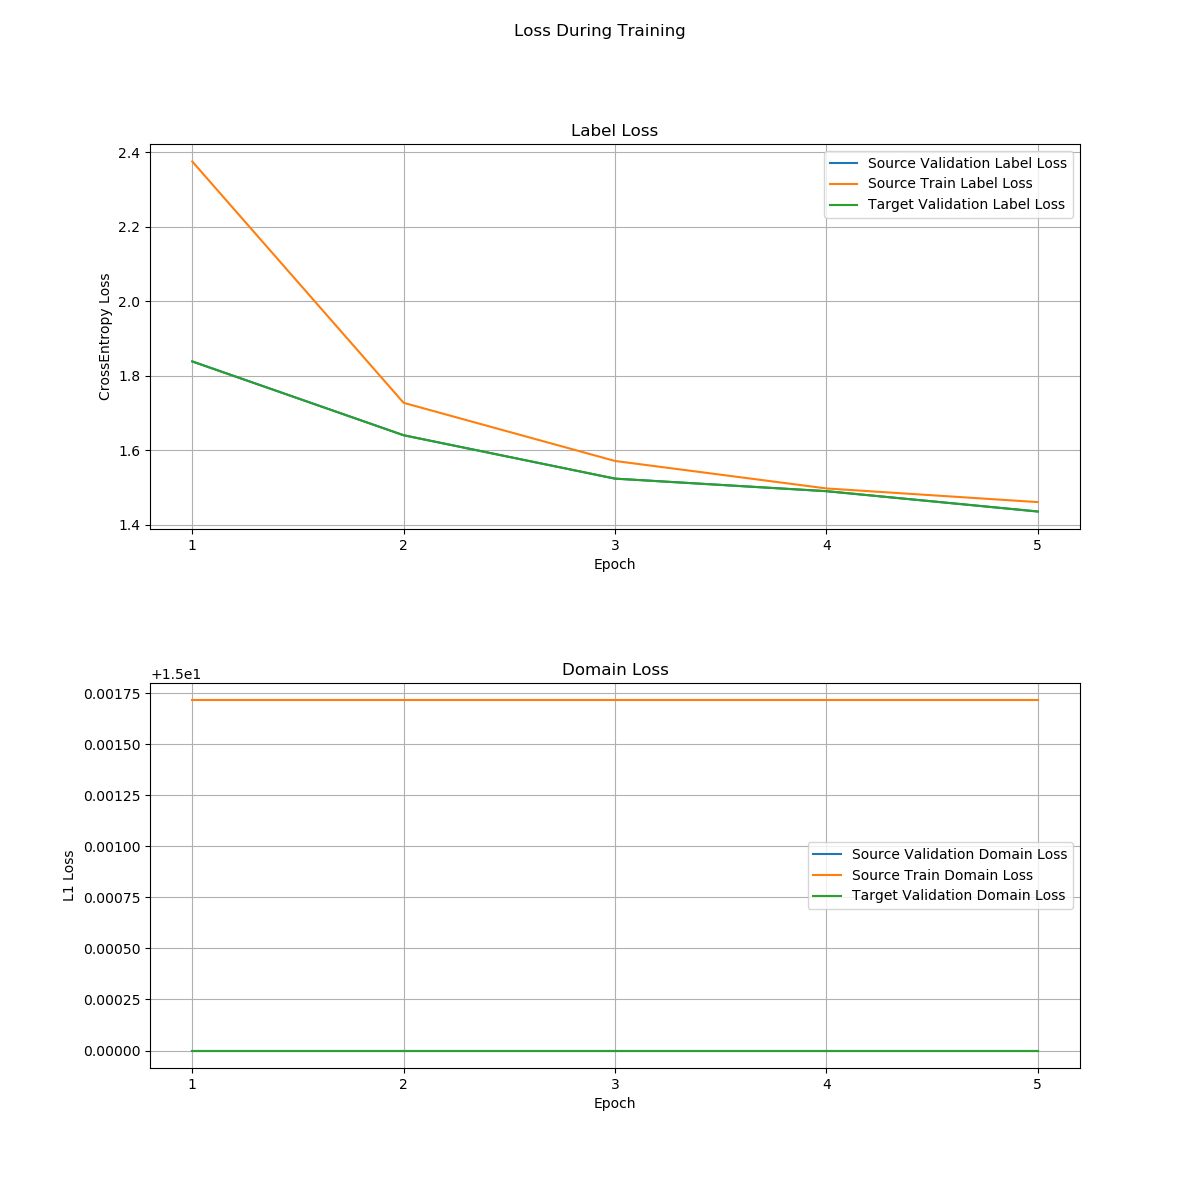 Loss During Training
Label Loss
2.4
2.2
2.0
1.8
1.6
1.4
CrossEntropy Loss
Source Validation Label Loss
Source Train Label Loss
Target Validation Label Loss
1 2 3 4 5
Epoch
Domain Loss
+1.5e1
0.00175
0.00150
0.00125
0.00100
0.00075
0.00050
0.00025
0.00000
L1 Loss
Source Validation Domain Loss
Source Train Domain Loss
Target Validation Domain Loss
1 2 3 4 5
Epoch